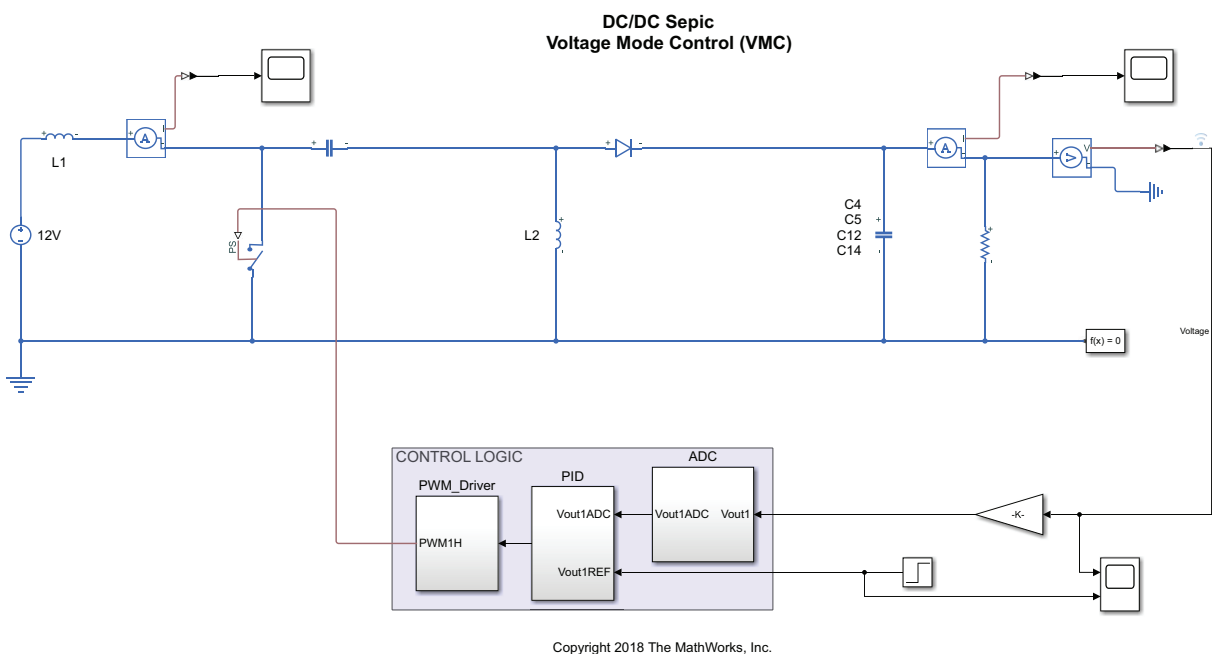 DC/DC Sepic
Voltage Mode Control (VMC)
L1
A
I
A
I
V
V
12V
PS
L2
C4
C5
C12
C14
f(x) = 0
Voltage
CONTROL LOGIC
ADC
PWM_Driver
PID
PWM1H
Vout1ADC
Vout1REF
Vout1ADC
Vout1
-K-
Copyright 2018 The MathWorks, Inc.